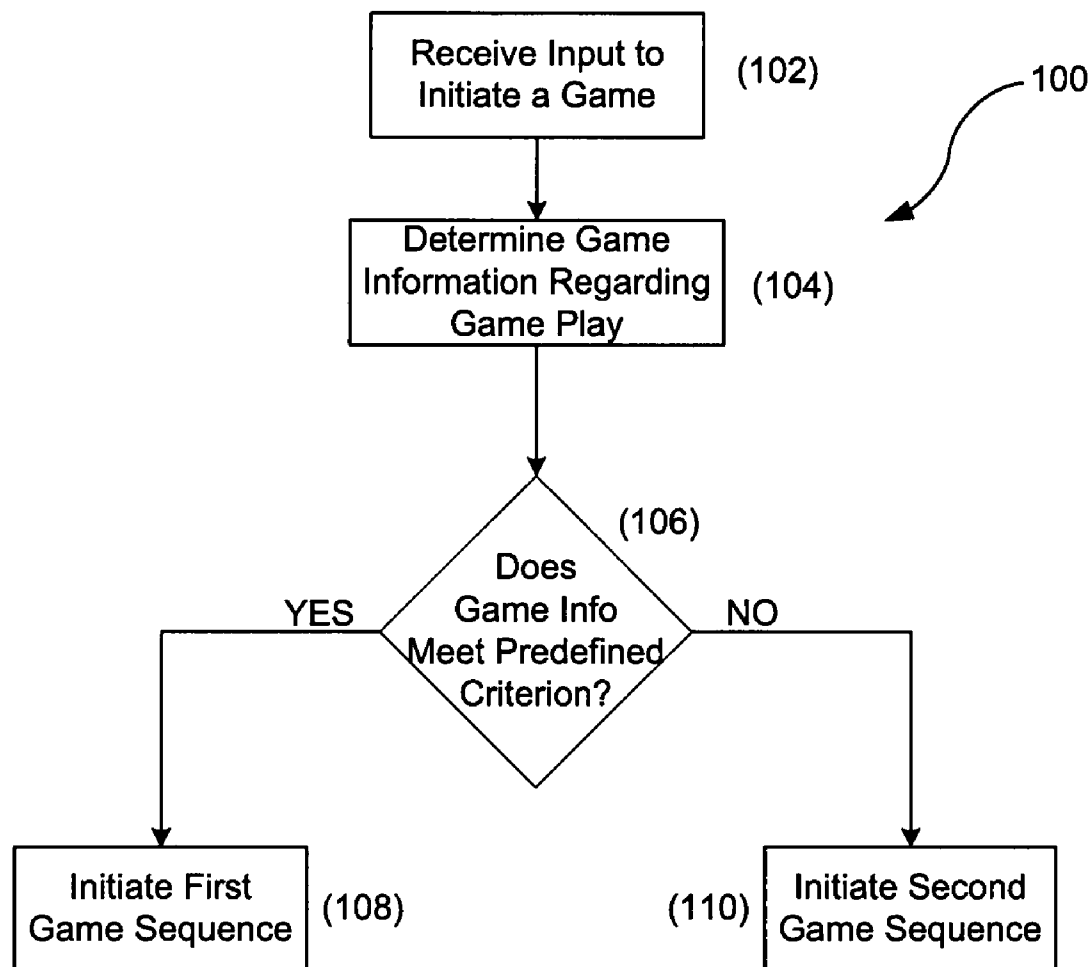 Receive Input to
Initiate a Game
(102)
100
Determine Game
Information Regarding
Game Play
(104)
(106)
Does
Game Info
Meet Predefined
Criterion?
YES
NO
Initiate First
Game Sequence
(108)
(110)
Initiate Second
Game Sequence